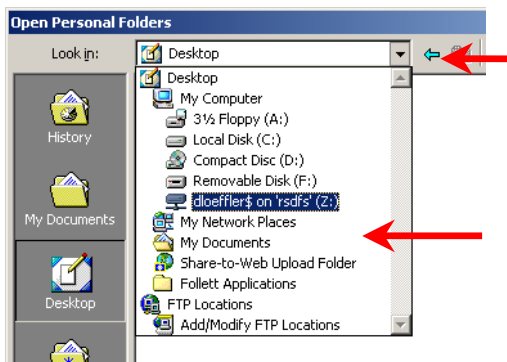 Open Personal Folders
Look in:
Desktop
Desktop
My Computer
3½ Floppy (A:)
Local Disk (C:)
Compact Disc (D:)
Removable Disk (F:)
dloeffler$ on 'rsdfs' (Z:)
My Network Places
My Documents
Share-to-Web Upload Folder
Follett Applications
FTP Locations
Add/Modify FTP Locations
History
My Documents
Desktop